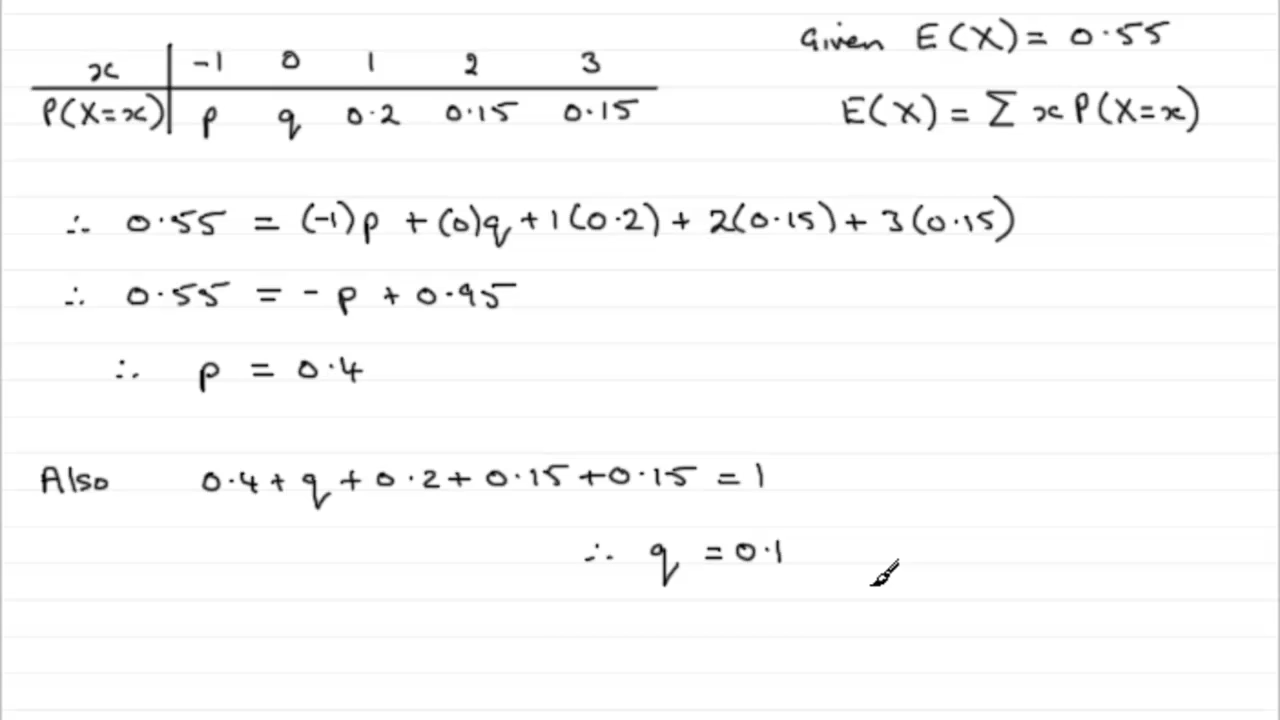 Given E(X) = 0.55
x -1 0 1 2 3
P(X=x) p q 0.2 0.15 0.15
E(X) = Σ x P(X=x)
∴ 0.55 = (-1)p + (0)q + 1(0.2) + 2(0.15) + 3(0.15)
∴ 0.55 = - p + 0.95
∴ p = 0.4
Also 0.4 + q + 0.2 + 0.15 + 0.15 = 1
∴ q = 0.1